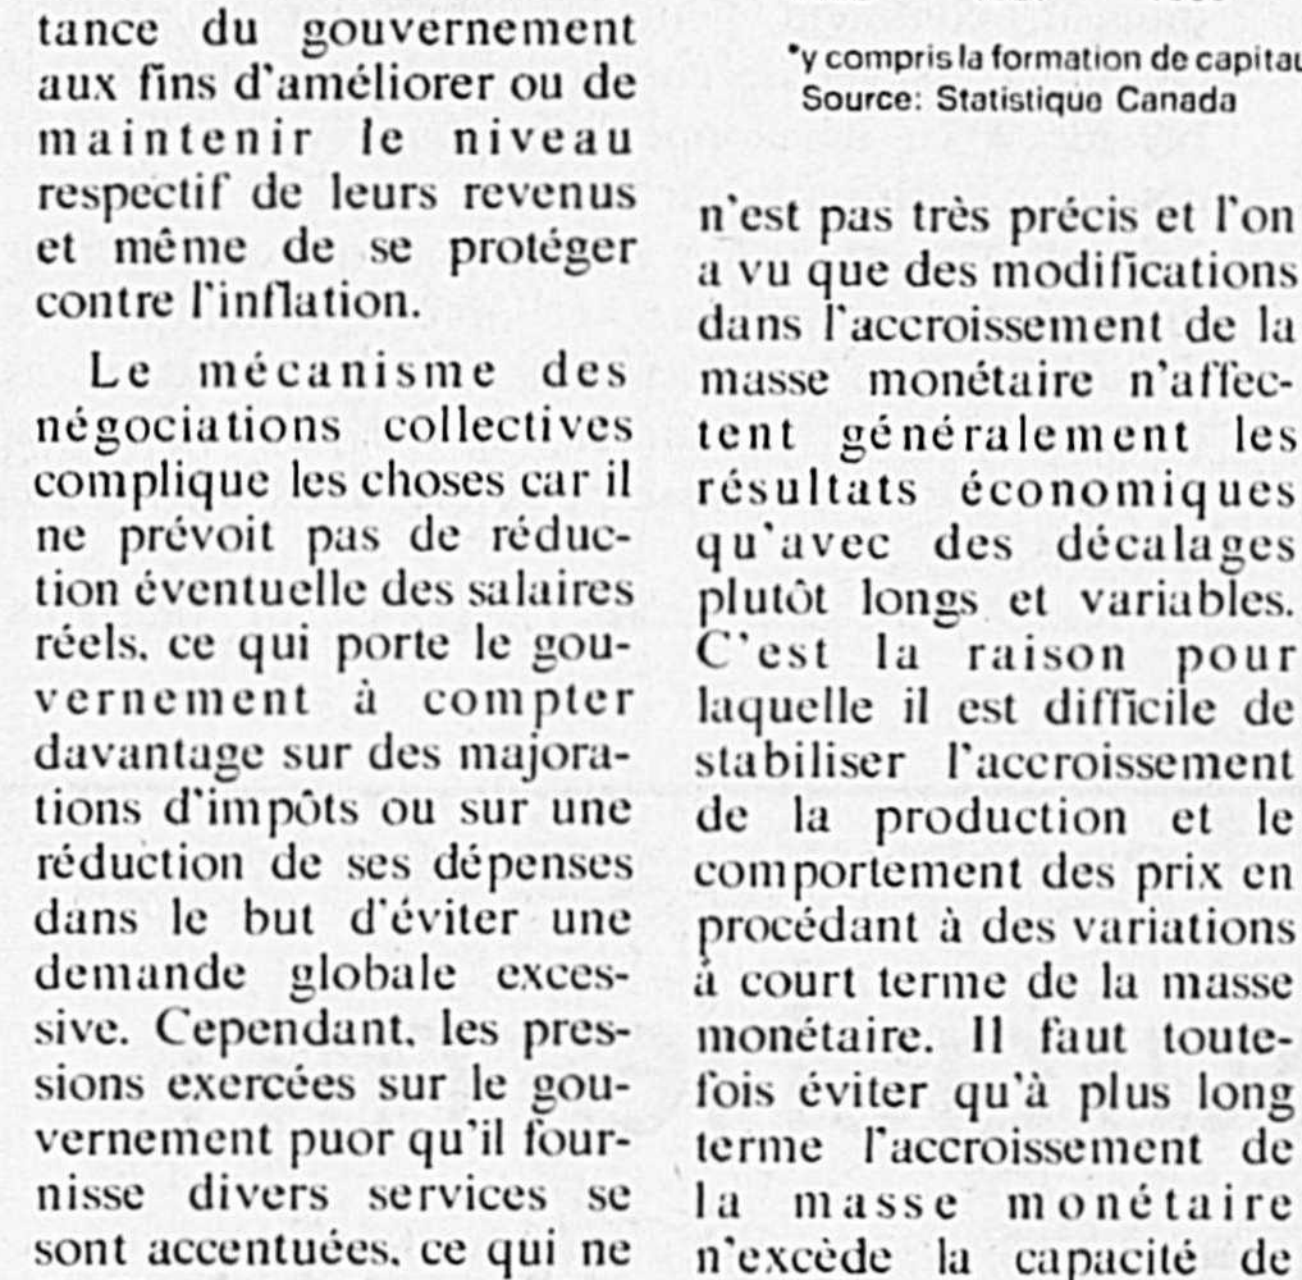 tance du gouvernement
aux fins d'améliorer ou de
maintenir le niveau
respectif de leurs revenus
et même de se protéger
contre l'inflation.
Le mécanisme des
négociations collectives
complique les choses car il
ne prévoit pas de réduc-
tion éventuelle des salaires
réels, ce qui porte le gou-
vernement à compter
davantage sur des majora-
tions d'impôts ou sur une
réduction de ses dépenses
dans le but d'éviter une
demande globale exces-
sive. Cependant, les pres-
sions exercées sur le gou-
vernement puor qu'il four-
nisse divers services se
sont accentuées, ce qui ne
*y compris la formation de capitau
Source: Statistique Canada
n'est pas très précis et l'on
a vu que des modifications
dans l'accroissement de la
masse monétaire n'affec-
tent généralement les
résultats économiques
qu'avec des décalages
plutôt longs et variables.
C'est la raison pour
laquelle il est difficile de
stabiliser l'accroissement
de la production et le
comportement des prix en
procédant à des variations
à court terme de la masse
monétaire. Il faut toute-
fois éviter qu'à plus long
terme l'accroissement de
la masse monétaire
n'excède la capacité de